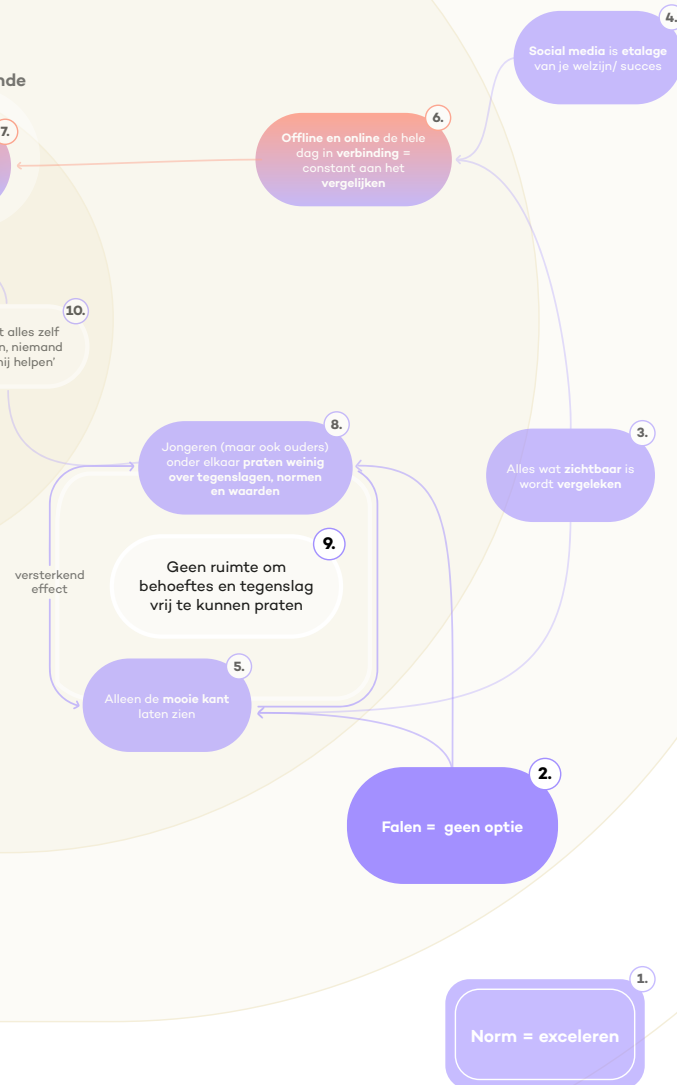 4.
Social media is etalage
van je welzijn/ succes
nde
7.
6.
Offline en online de hele
dag in verbinding =
constant aan het
vergelijken
10.
t alles zelf
n, niemand
nij helpen'
8.
Jongeren (maar ook ouders)
onder elkaar praten weinig
over tegenslagen, normen
en waarden
3.
Alles wat zichtbaar is
wordt vergeleken
9.
Geen ruimte om
behoeftes en tegenslag
vrij te kunnen praten
versterkend
effect
5.
Alleen de mooie kant
laten zien
2.
Falen = geen optie
1.
Norm = exceleren